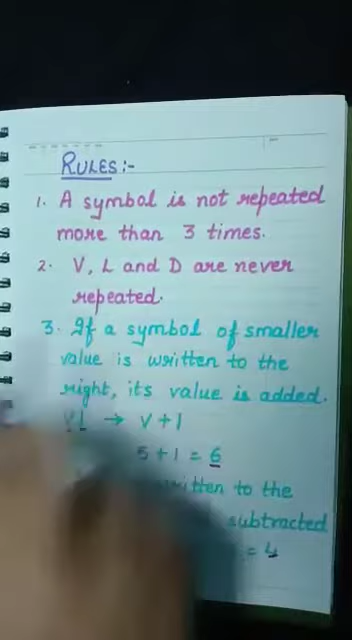 RULES:-
1. A symbol is not repeated
more than 3 times.
2. V, L and D are never
repeated.
3. If a symbol of smaller
value is written to the
right, its value is added.
VI → V+1
5+1 = 6
written to the
subtracted
= 4